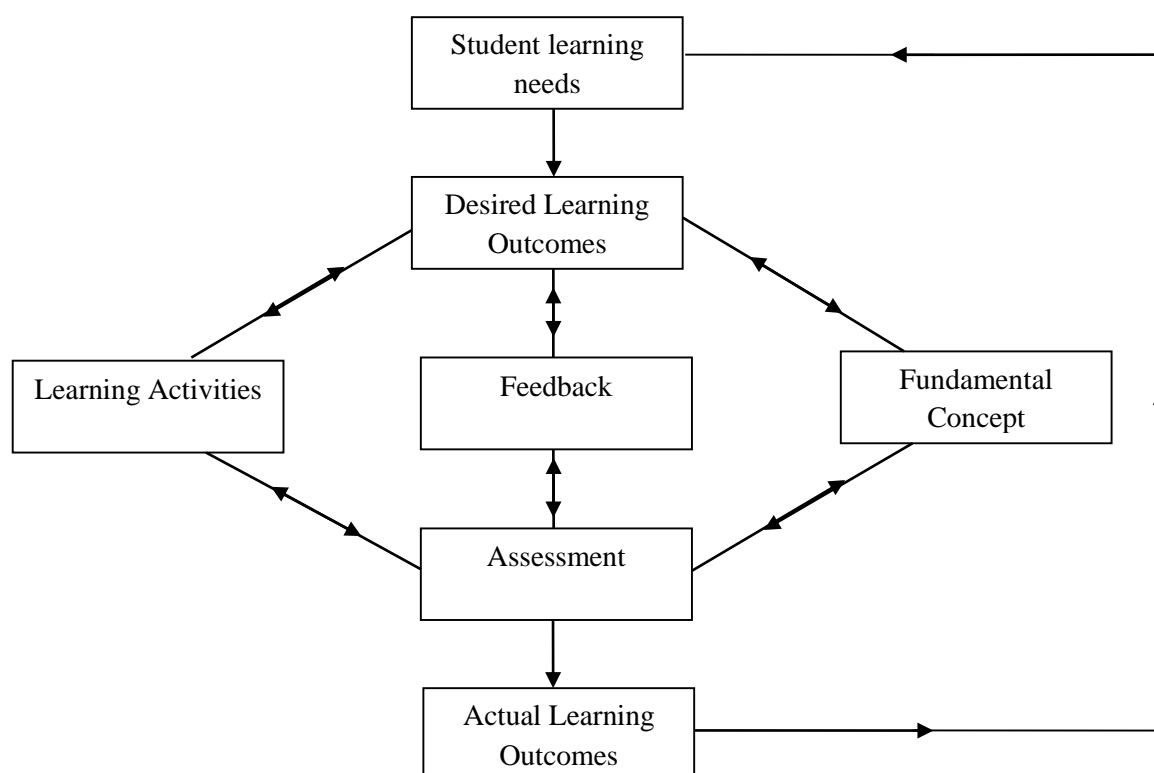 Student learning
needs
Desired Learning
Outcomes
Learning Activities
Feedback
Fundamental
Concept
Assessment
Actual Learning
Outcomes